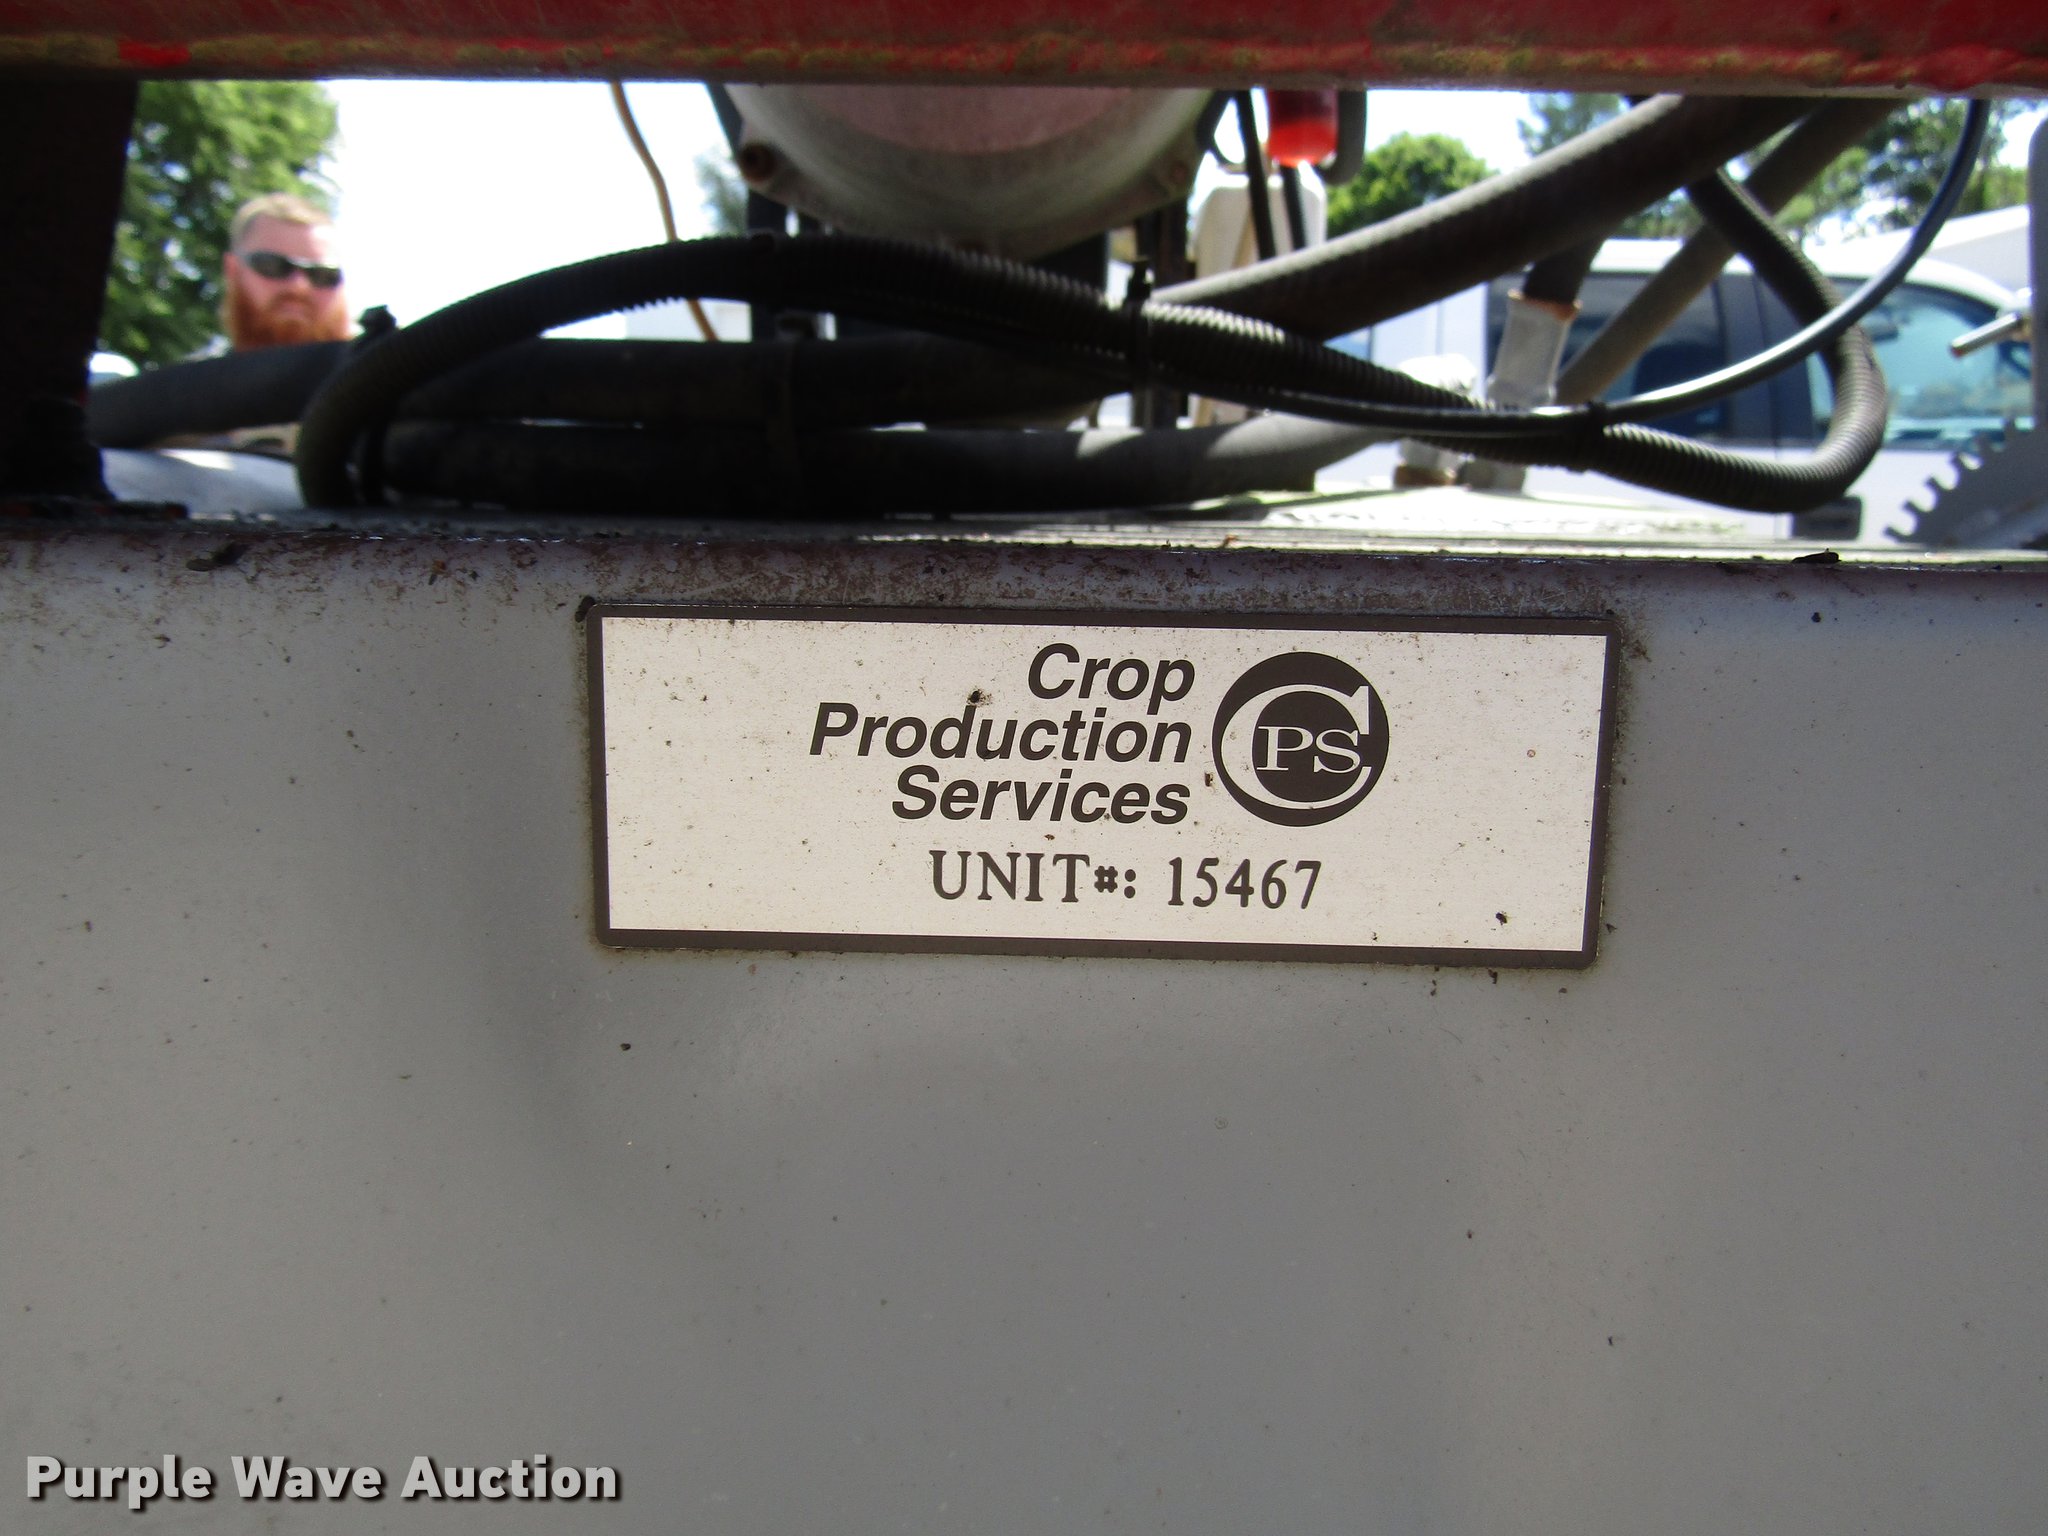 Crop
Production
Services
CPS
UNIT#: 15467
Purple Wave Auction